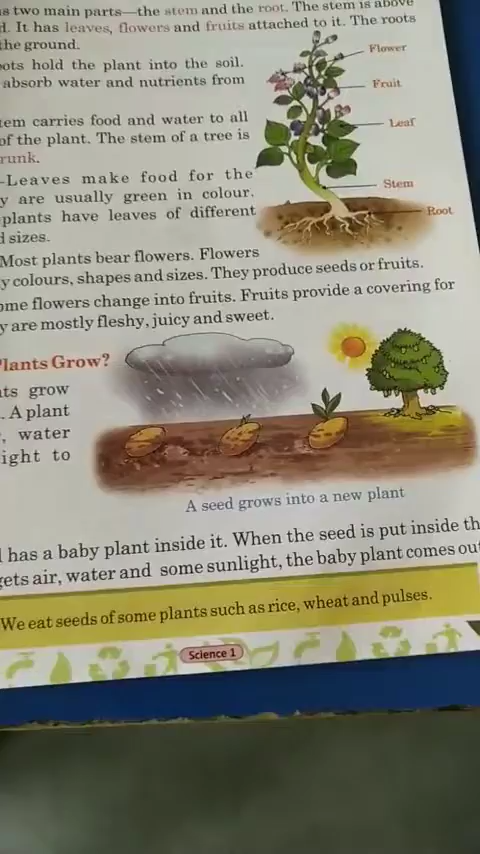 s two main parts—the stem and the root. The stem is above
d. It has leaves, flowers and fruits attached to it. The roots
the ground.
ots hold the plant into the soil.
absorb water and nutrients from
tem carries food and water to all
of the plant. The stem of a tree is
runk.
-Leaves make food for the
y are usually green in colour.
plants have leaves of different
d sizes.
Flower
Fruit
Leaf
Stem
Root
Most plants bear flowers. Flowers
y colours, shapes and sizes. They produce seeds or fruits.
ome flowers change into fruits. Fruits provide a covering for
y are mostly fleshy, juicy and sweet.
Plants Grow?
ts grow
. A plant
, water
ight to
A seed grows into a new plant
l has a baby plant inside it. When the seed is put inside th
gets air, water and some sunlight, the baby plant comes out
We eat seeds of some plants such as rice, wheat and pulses.
Science 1